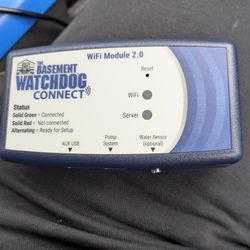 WiFi Module 2.0
THE
BASEMENT
WATCHDOG
CONNECT
Reset
WiFi
Server
Status
Solid Green = Connected
Solid Red = Not connected
Alternating = Ready for Setup
AUX USB
Pump System
Water Sensor (optional)